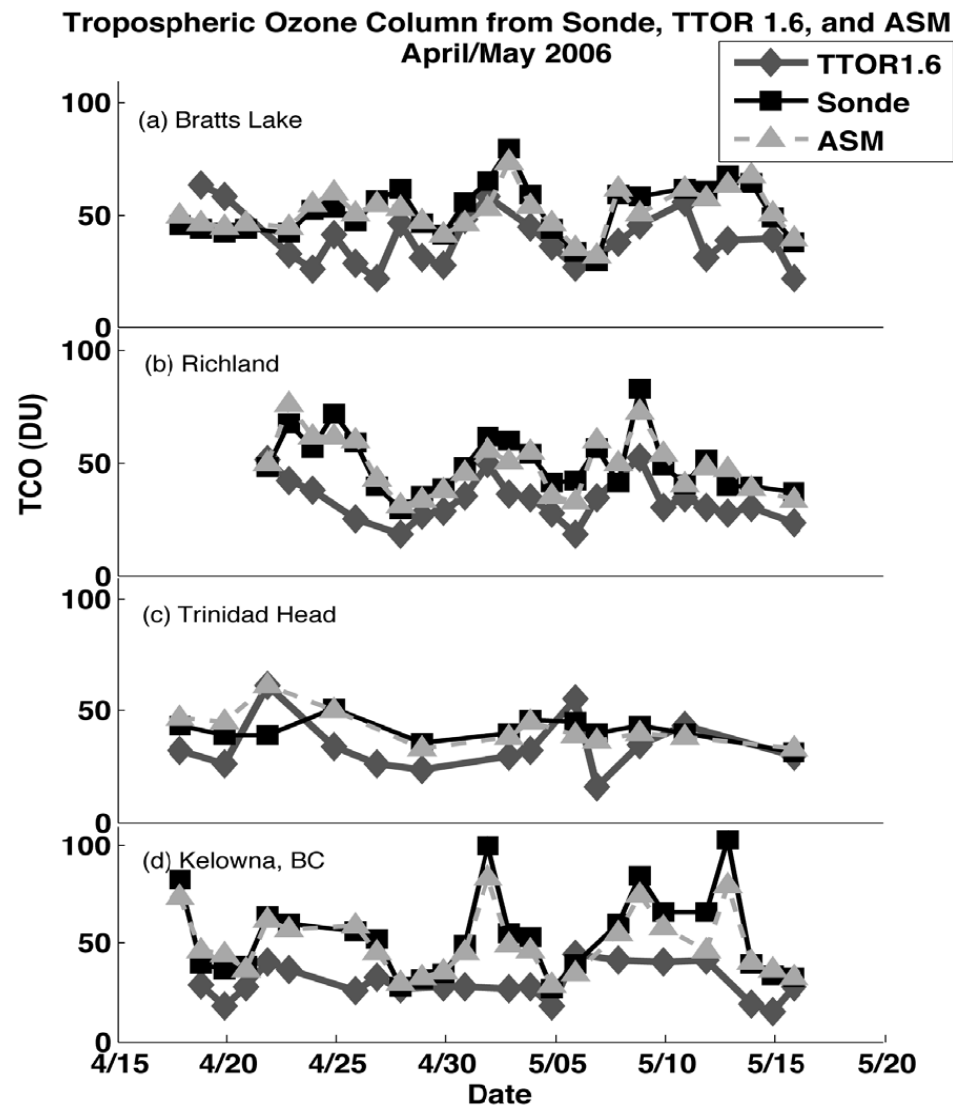 Tropospheric Ozone Column from Sonde, TTOR 1.6, and ASM
April/May 2006
TTOR1.6
Sonde
ASM
100
(a) Bratts Lake
50
0
100
(b) Richland
50
0
TCO (DU)
100
(c) Trinidad Head
50
0
100
(d) Kelowna, BC
50
0
4/15 4/20 4/25 4/30 5/05 5/10 5/15 5/20
Date